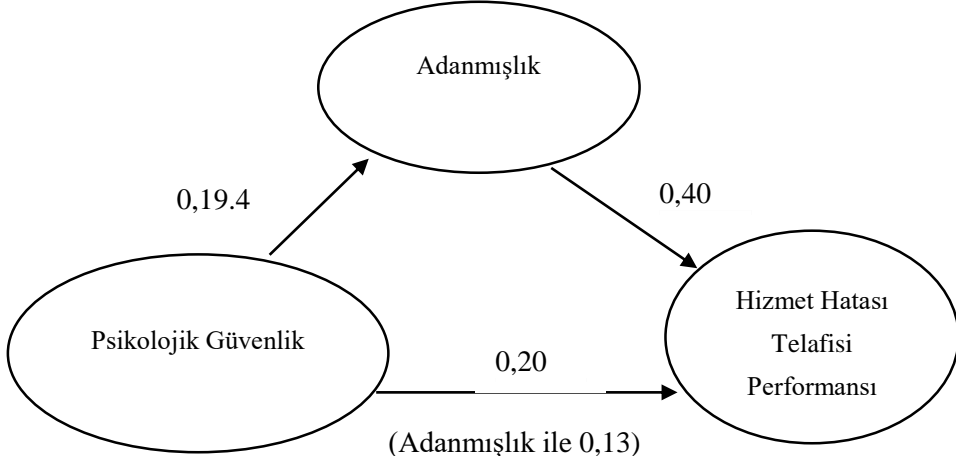 Adanmışlık
0,19.4
0,40
Psikolojik Güvenlik
0,20
(Adanmışlık ile 0,13)
Hizmet Hatası
Telafisi
Performansı